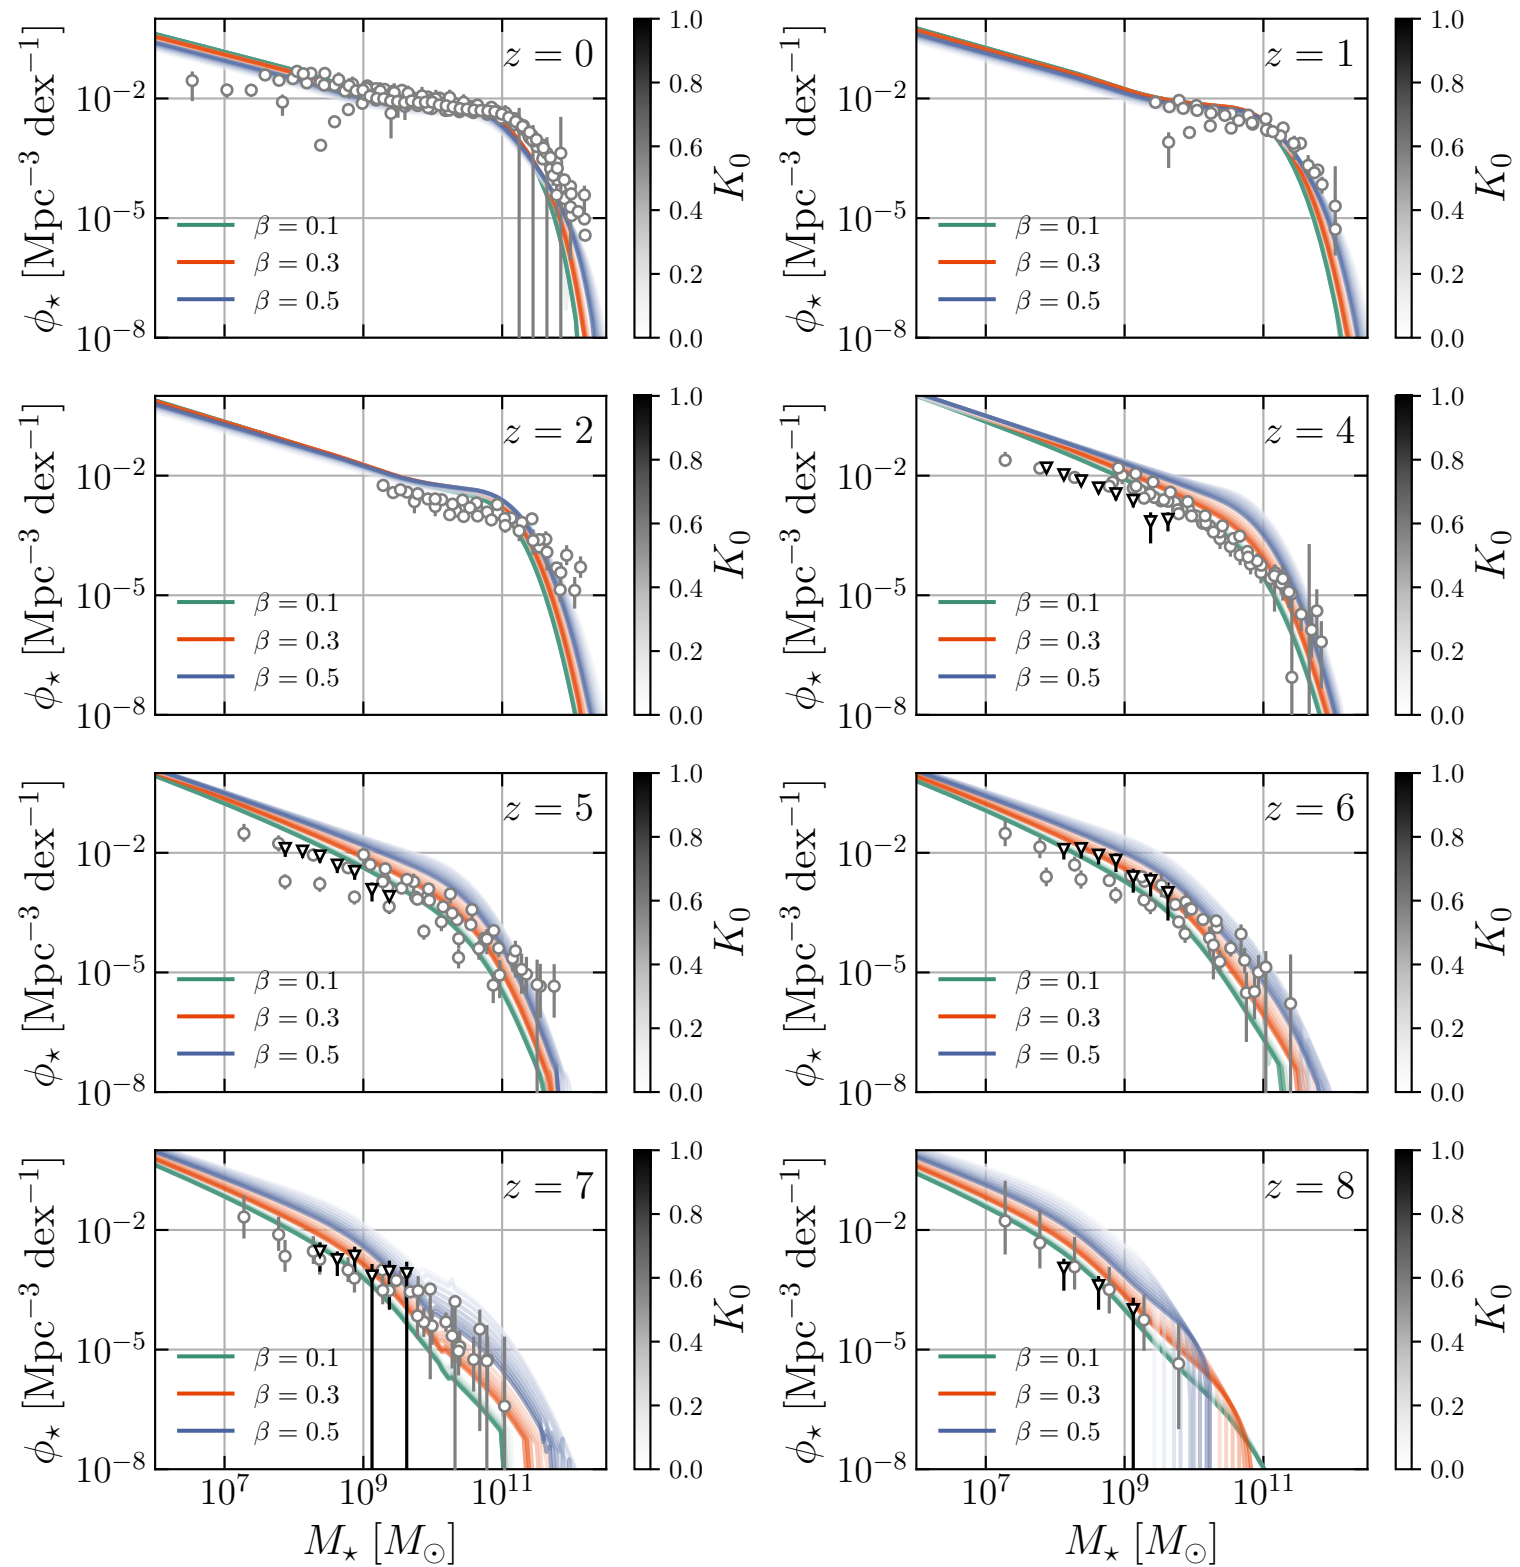 z = 0
ϕ⋆ [Mpc⁻³ dex⁻¹]
10⁻²
10⁻⁵
10⁻⁸
β = 0.1
β = 0.3
β = 0.5
1.0
0.8
0.6
0.4
0.2
0.0
K₀
z = 1
ϕ⋆ [Mpc⁻³ dex⁻¹]
10⁻²
10⁻⁵
10⁻⁸
β = 0.1
β = 0.3
β = 0.5
1.0
0.8
0.6
0.4
0.2
0.0
K₀
z = 2
ϕ⋆ [Mpc⁻³ dex⁻¹]
10⁻²
10⁻⁵
10⁻⁸
β = 0.1
β = 0.3
β = 0.5
1.0
0.8
0.6
0.4
0.2
0.0
K₀
z = 4
ϕ⋆ [Mpc⁻³ dex⁻¹]
10⁻²
10⁻⁵
10⁻⁸
β = 0.1
β = 0.3
β = 0.5
1.0
0.8
0.6
0.4
0.2
0.0
K₀
z = 5
ϕ⋆ [Mpc⁻³ dex⁻¹]
10⁻²
10⁻⁵
10⁻⁸
β = 0.1
β = 0.3
β = 0.5
1.0
0.8
0.6
0.4
0.2
0.0
K₀
z = 6
ϕ⋆ [Mpc⁻³ dex⁻¹]
10⁻²
10⁻⁵
10⁻⁸
β = 0.1
β = 0.3
β = 0.5
1.0
0.8
0.6
0.4
0.2
0.0
K₀
z = 7
ϕ⋆ [Mpc⁻³ dex⁻¹]
10⁻²
10⁻⁵
10⁻⁸
β = 0.1
β = 0.3
β = 0.5
10⁷ 10⁹ 10¹¹
M⋆ [M⊙]
1.0
0.8
0.6
0.4
0.2
0.0
K₀
z = 8
ϕ⋆ [Mpc⁻³ dex⁻¹]
10⁻²
10⁻⁵
10⁻⁸
β = 0.1
β = 0.3
β = 0.5
10⁷ 10⁹ 10¹¹
M⋆ [M⊙]
1.0
0.8
0.6
0.4
0.2
0.0
K₀